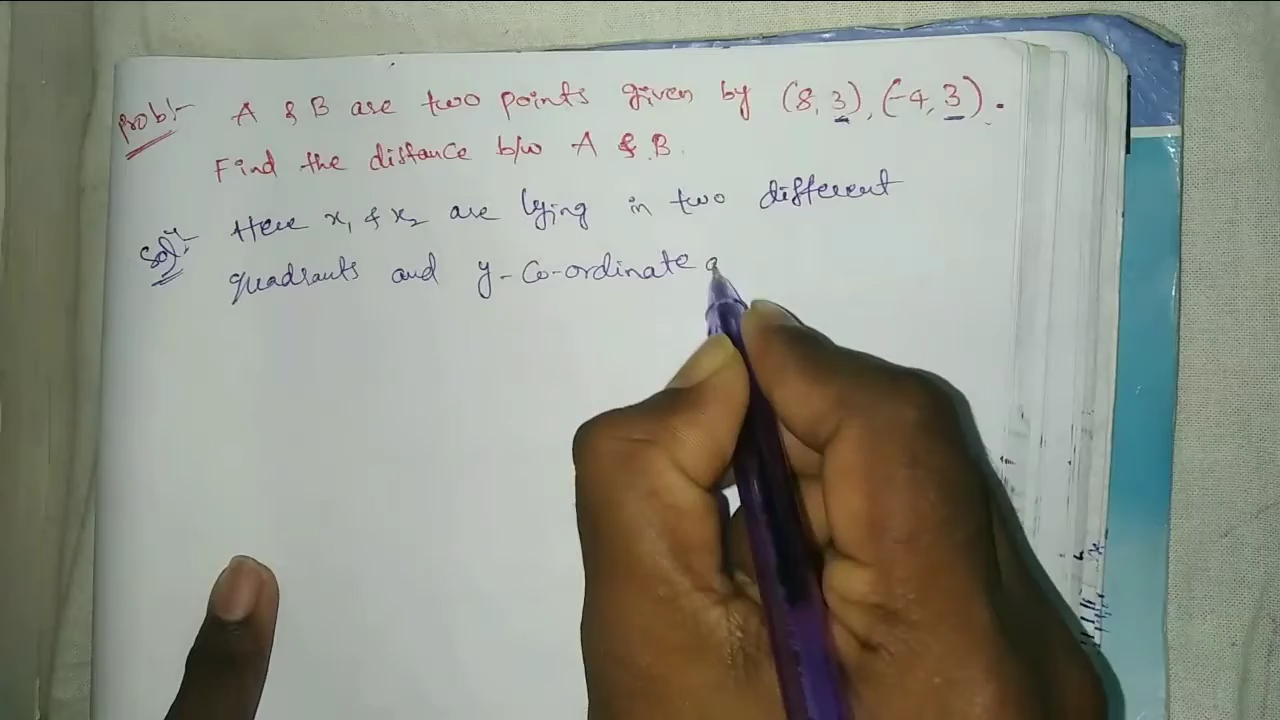 Prob:- A & B are two points given by (8, 3), (-4, 3).
Find the distance b/w A & B.
Sol:- Here x₁ & x₂ are lying in two different
quadrants and y-Co-ordinate a